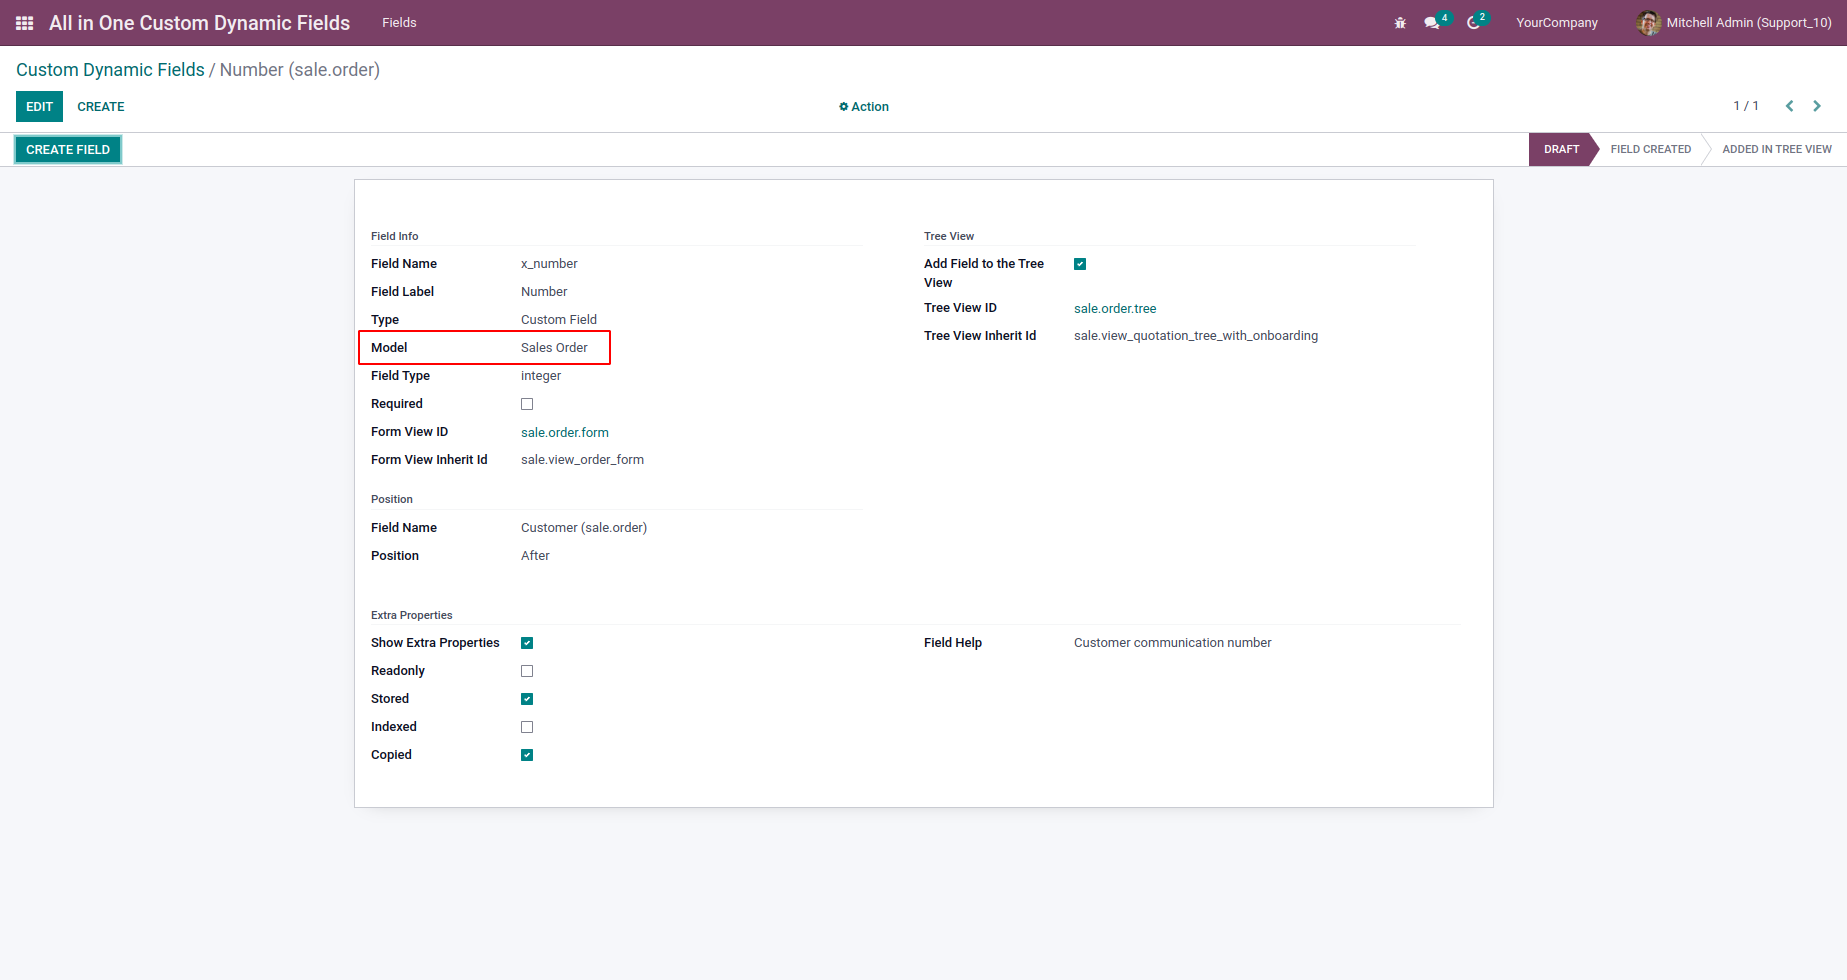 All in One Custom Dynamic Fields Fields 4 2 YourCompany Mitchell Admin (Support_10)
Custom Dynamic Fields / Number (sale.order)
EDIT CREATE Action 1 / 1
CREATE FIELD DRAFT FIELD CREATED ADDED IN TREE VIEW
Field Info
Field Name x_number
Field Label Number
Type Custom Field
Model Sales Order
Field Type integer
Required
Form View ID sale.order.form
Form View Inherit Id sale.view_order_form
Tree View
Add Field to the Tree
View
Tree View ID sale.order.tree
Tree View Inherit Id sale.view_quotation_tree_with_onboarding
Position
Field Name Customer (sale.order)
Position After
Extra Properties
Show Extra Properties
Readonly
Stored
Indexed
Copied
Field Help Customer communication number